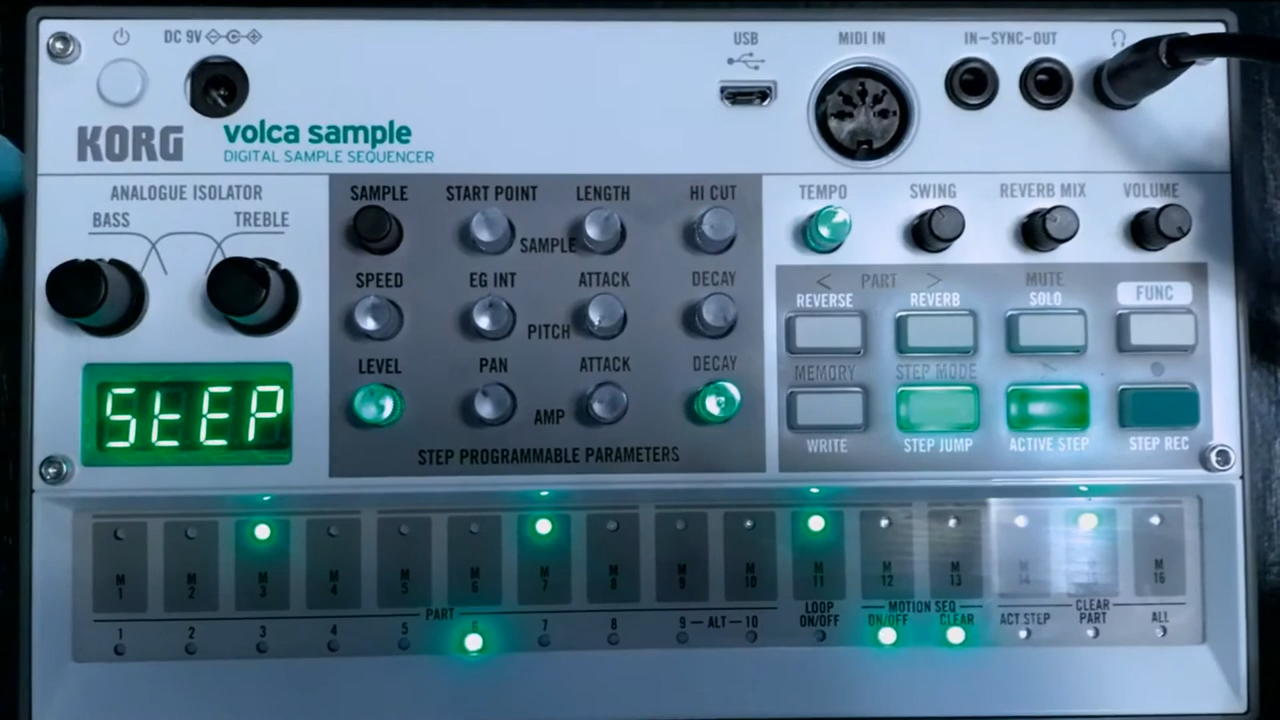 DC 9V
USB
MIDI IN
IN-SYNC-OUT
KORG
volca sample
DIGITAL SAMPLE SEQUENCER
ANALOGUE ISOLATOR
BASS
TREBLE
SAMPLE
START POINT
LENGTH
HI CUT
SAMPLE
SPEED
EG INT
ATTACK
DECAY
PITCH
LEVEL
PAN
ATTACK
DECAY
AMP
STEP PROGRAMMABLE PARAMETERS
StEP
TEMPO
SWING
REVERB MIX
VOLUME
< PART >
MUTE
REVERSE
REVERB
SOLO
FUNC
MEMORY
STEP MODE
WRITE
STEP JUMP
ACTIVE STEP
STEP REC
M 1
M 2
M 3
M 4
M 5
M 6
M 7
M 8
M 9
M 10
M 11
M 12
M 13
M 14
M 16
PART
1
2
3
4
5
6
7
8
9 — ALT — 10
LOOP ON/OFF
MOTION SEQ
ON/OFF
CLEAR
ACT STEP
CLEAR PART
ALL